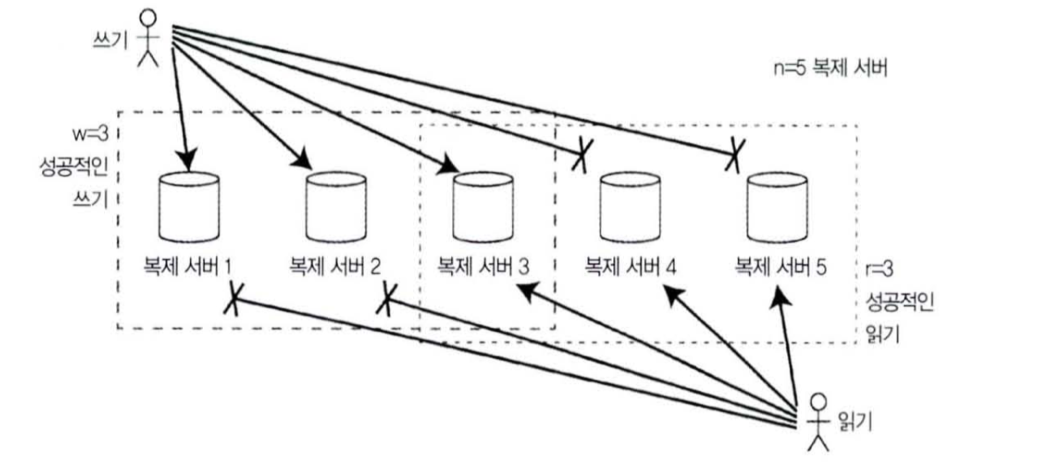 쓰기
n=5 복제 서버
w=3
성공적인
쓰기
복제 서버 1
복제 서버 2
복제 서버 3
복제 서버 4
복제 서버 5
r=3
성공적인
읽기
읽기